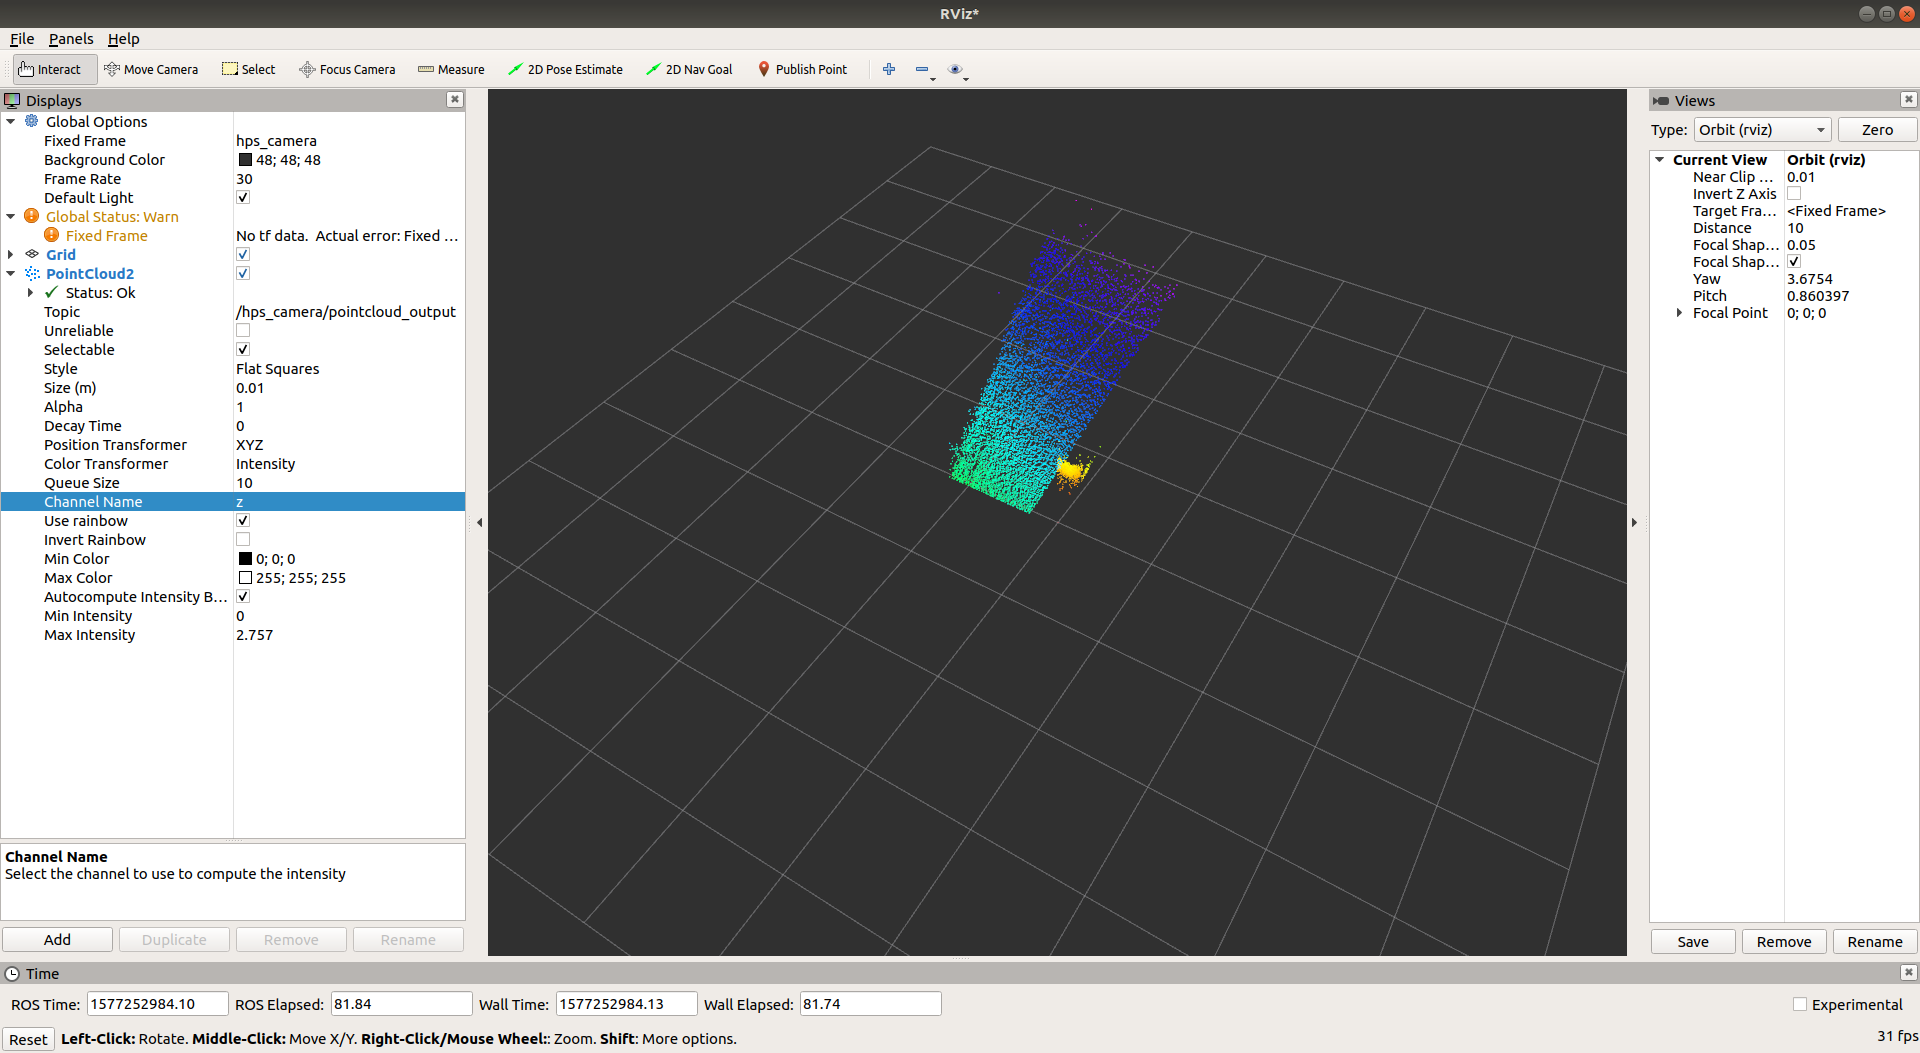 RViz*
File Panels Help
Interact Move Camera Select Focus Camera Measure 2D Pose Estimate 2D Nav Goal Publish Point
Displays
Global Options
Fixed Frame hps_camera
Background Color 48; 48; 48
Frame Rate 30
Default Light
Global Status: Warn
Fixed Frame No tf data.  Actual error: Fixed ...
Grid
PointCloud2
Status: Ok
Topic /hps_camera/pointcloud_output
Unreliable
Selectable
Style Flat Squares
Size (m) 0.01
Alpha 1
Decay Time 0
Position Transformer XYZ
Color Transformer Intensity
Queue Size 10
Channel Name z
Use rainbow
Invert Rainbow
Min Color 0; 0; 0
Max Color 255; 255; 255
Autocompute Intensity B...
Min Intensity 0
Max Intensity 2.757
Channel Name
Select the channel to use to compute the intensity
Add Duplicate Remove Rename
Views
Type: Orbit (rviz) Zero
Current View Orbit (rviz)
Near Clip ... 0.01
Invert Z Axis
Target Fra... <Fixed Frame>
Distance 10
Focal Shap... 0.05
Focal Shap...
Yaw 3.6754
Pitch 0.860397
Focal Point 0; 0; 0
Save Remove Rename
Time
ROS Time: 1577252984.10 ROS Elapsed: 81.84 Wall Time: 1577252984.13 Wall Elapsed: 81.74 Experimental
Reset Left-Click: Rotate. Middle-Click: Move X/Y. Right-Click/Mouse Wheel:: Zoom. Shift: More options. 31 fps